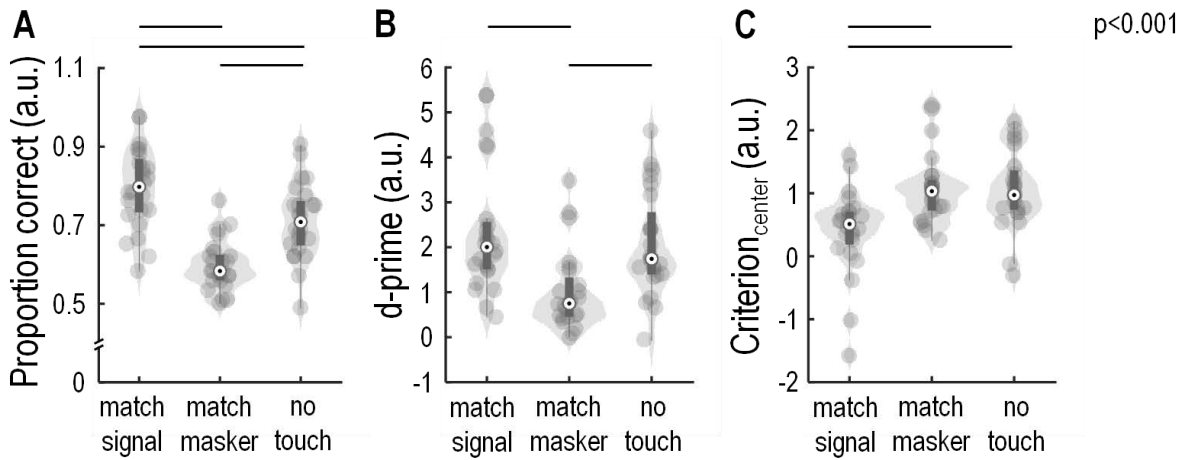 A
B
C
p<0.001
Proportion correct (a.u.)
1.1
0.9
0.7
0.5
0
match signal
match masker
no touch
d-prime (a.u.)
6
5
4
3
2
1
0
-1
match signal
match masker
no touch
Criterioncenter (a.u.)
3
2
1
0
-1
-2
match signal
match masker
no touch